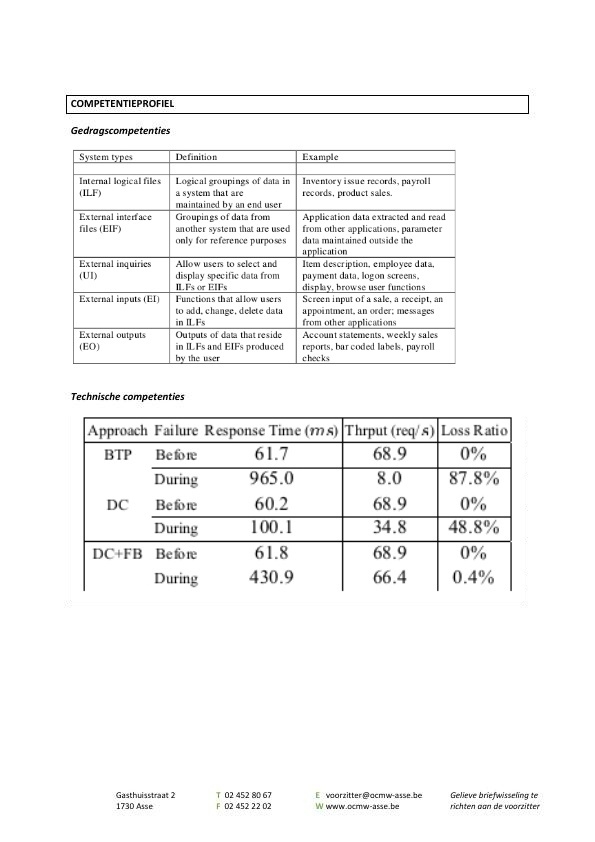 COMPETENTIEPROFIEL
Gedragscompetenties
System types Definition Example
Internal logical files Logical groupings of data in Inventory issue records, payroll
(ILF) a system that are records, product sales.
maintained by an end user
External interface Groupings of data from Application data extracted and read
files (EIF) another system that are used from other applications, parameter
only for reference purposes data maintained outside the
application
External inquiries Allow users to select and Item description, employee data,
(UI) display specific data from payment data, logon screens,
ILFs or EIFs display, browse user functions
External inputs (EI) Functions that allow users Screen input of a sale, a receipt, an
to add, change, delete data appointment, an order; messages
in ILFs from other applications
External outputs Outputs of data that reside Account statements, weekly sales
(EO) in ILFs and EIFs produced reports, bar coded labels, payroll
by the user checks
Technische competenties
Approach Failure Response Time (ms) Thrput (req/s) Loss Ratio
BTP Before 61.7 68.9 0%
During 965.0 8.0 87.8%
DC Before 60.2 68.9 0%
During 100.1 34.8 48.8%
DC+FB Before 61.8 68.9 0%
During 430.9 66.4 0.4%
Gasthuisstraat 2 T 02 452 80 67 E voorzitter@ocmw-asse.be Gelieve briefwisseling te
1730 Asse F 02 452 22 02 W www.ocmw-asse.be richten aan de voorzitter